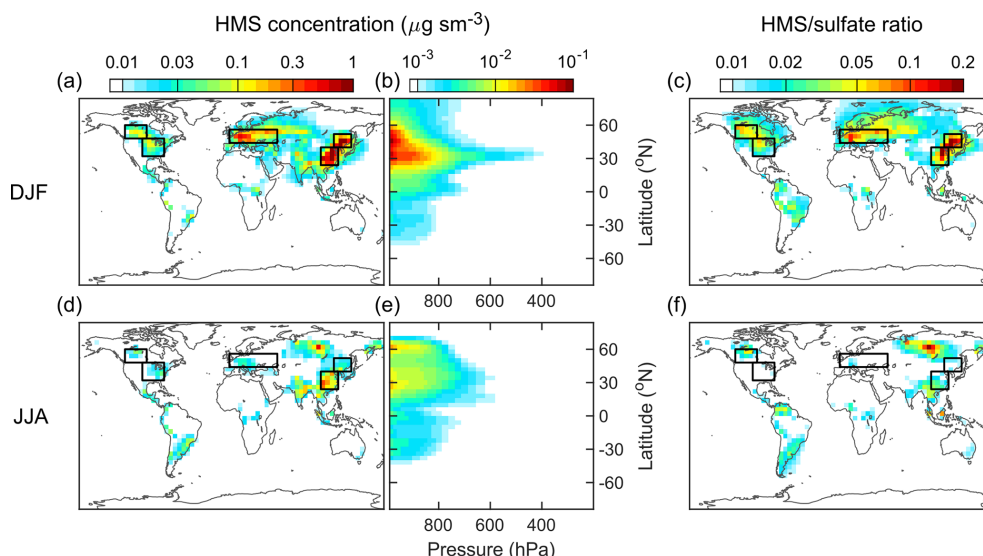 HMS concentration (μg sm-3)
HMS/sulfate ratio
0.01 0.03 0.1 0.3 1
10-3 10-2 10-1
0.01 0.02 0.05 0.1 0.2
(a)
(b)
(c)
DJF
60
30
0
-30
-60
Latitude (oN)
800 600 400
(d)
(e)
(f)
JJA
60
30
0
-30
-60
Latitude (oN)
800 600 400
Pressure (hPa)